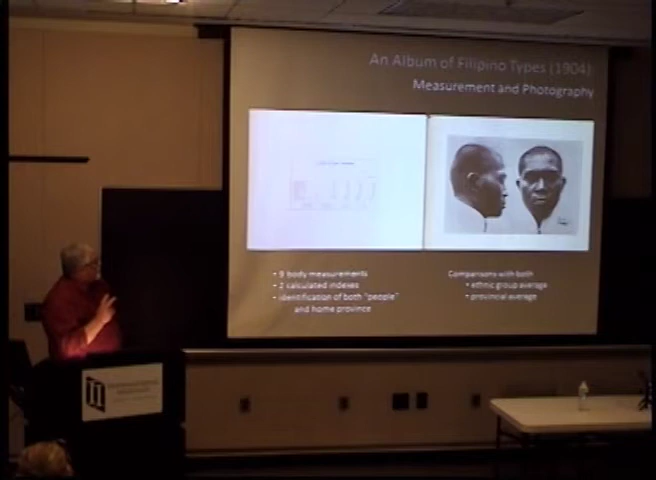 An Album of Filipino Types (1904):
Measurement and Photography
• 9 body measurements
• 2 calculated indexes
• identification of both "people"
and home province
Comparisons with both
• ethnic group average
• provincial average